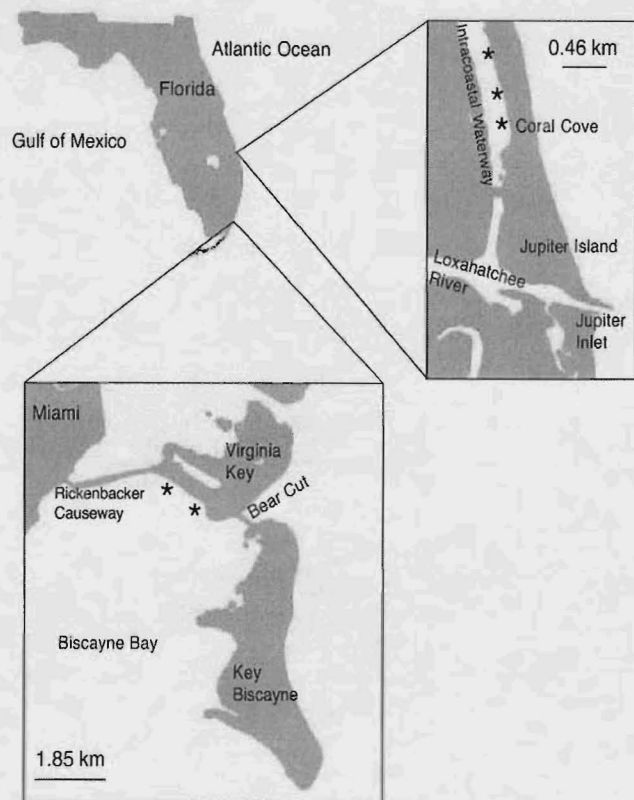 Atlantic Ocean
Florida
Gulf of Mexico
0.46 km
Intracoastal Waterway
* 
*
* Coral Cove
Jupiter Island
Loxahatchee
River
Jupiter
Inlet
Miami
Virginia
Key
Rickenbacker
Causeway
*
*
Bear Cut
Biscayne Bay
Key
Biscayne
1.85 km